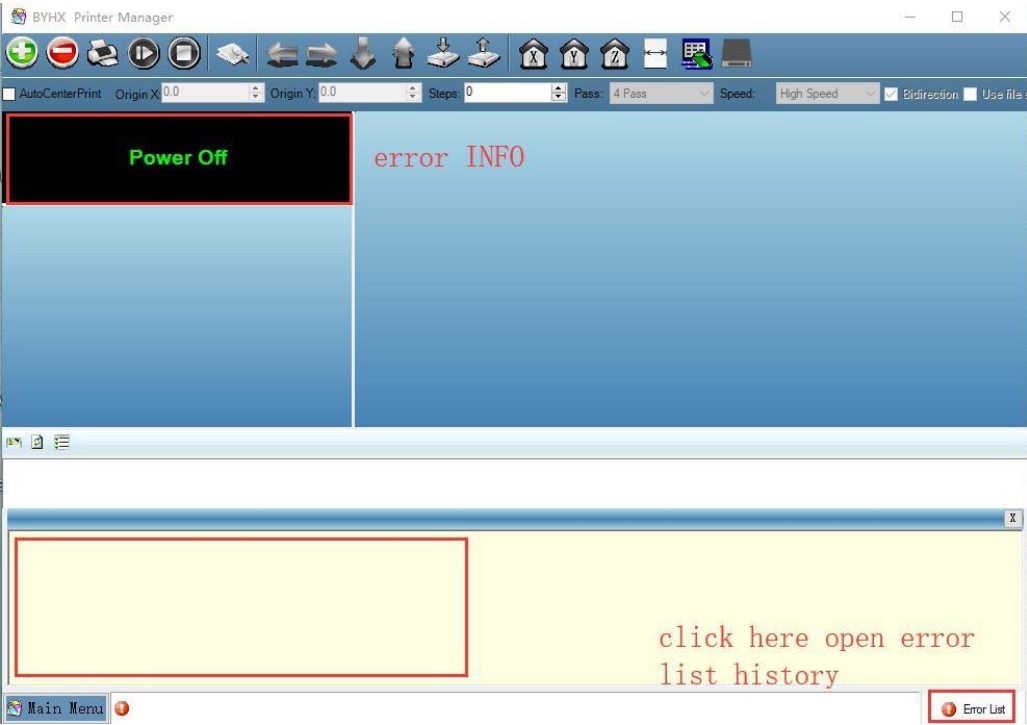 BYHX Printer Manager
X Y Z
AutoCenterPrint Origin X: 0.0 Origin Y: 0.0 Steps: 0 Pass: 4 Pass Speed: High Speed Bidirection Use file
Power Off
error INFO
X
click here open error
list history
Main Menu
Error List